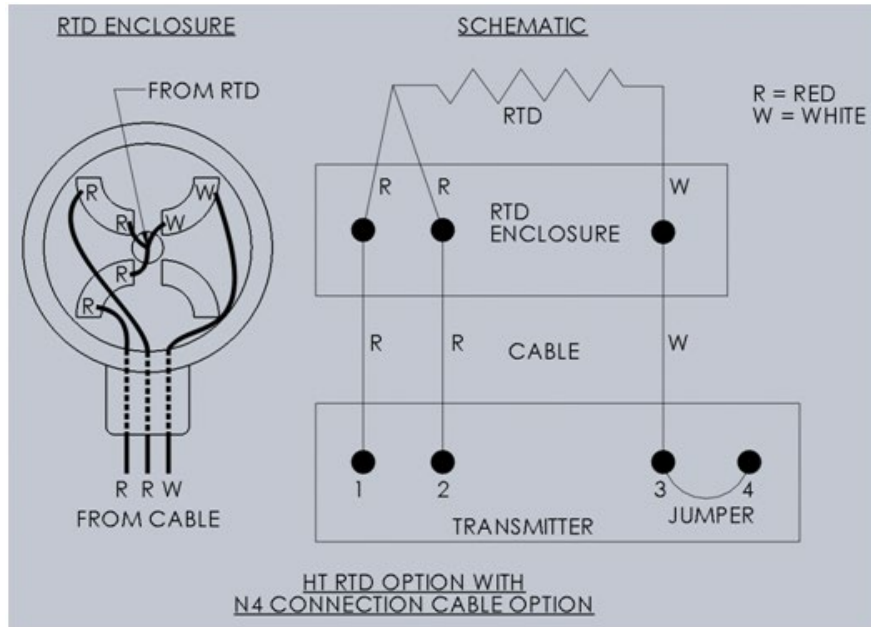 RTD ENCLOSURE
FROM RTD
R
W
R
W
R
R
R R W
FROM CABLE
SCHEMATIC
RTD
R = RED
W = WHITE
R R W
RTD
ENCLOSURE
R R W
CABLE
1 2 3 4
JUMPER
TRANSMITTER
HT RTD OPTION WITH
N4 CONNECTION CABLE OPTION